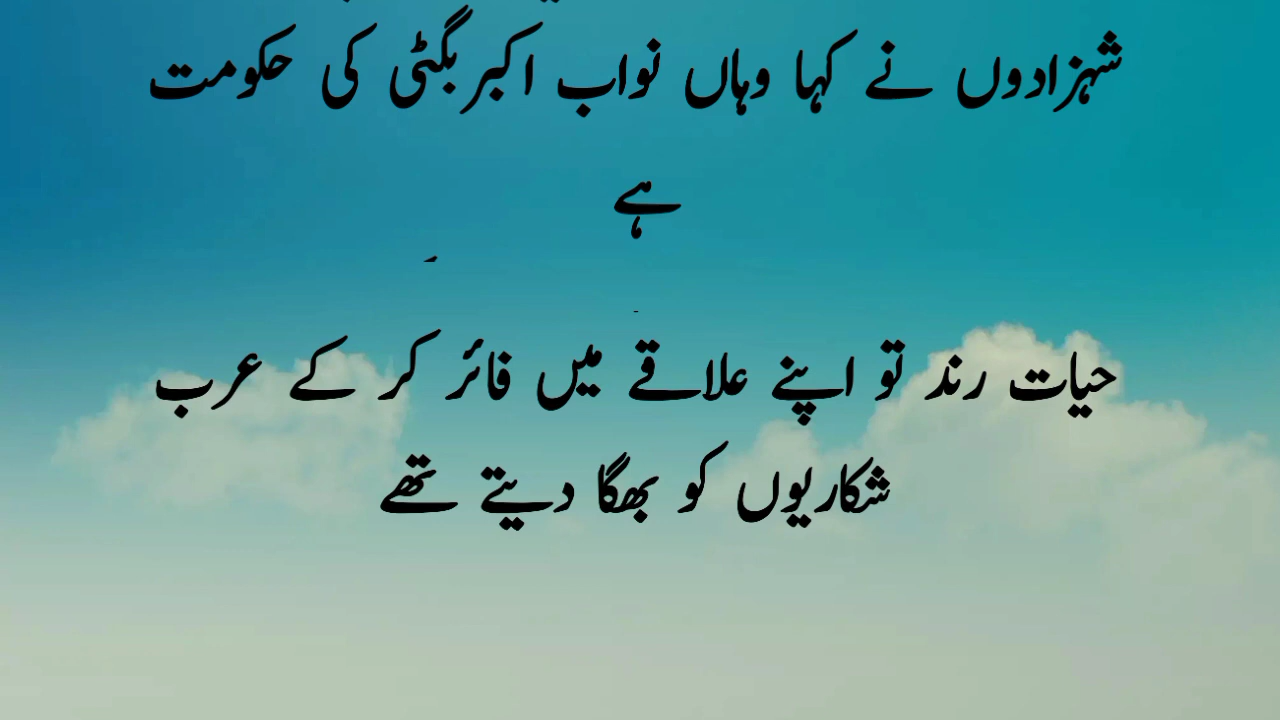 شہزادوں نے کہا وہاں نواب اکبر بگٹی کی حکومت
ہے
حیات رند تو اپنے علاقے میں فائر کر کے عرب
شکاریوں کو بھگا دیتے تھے